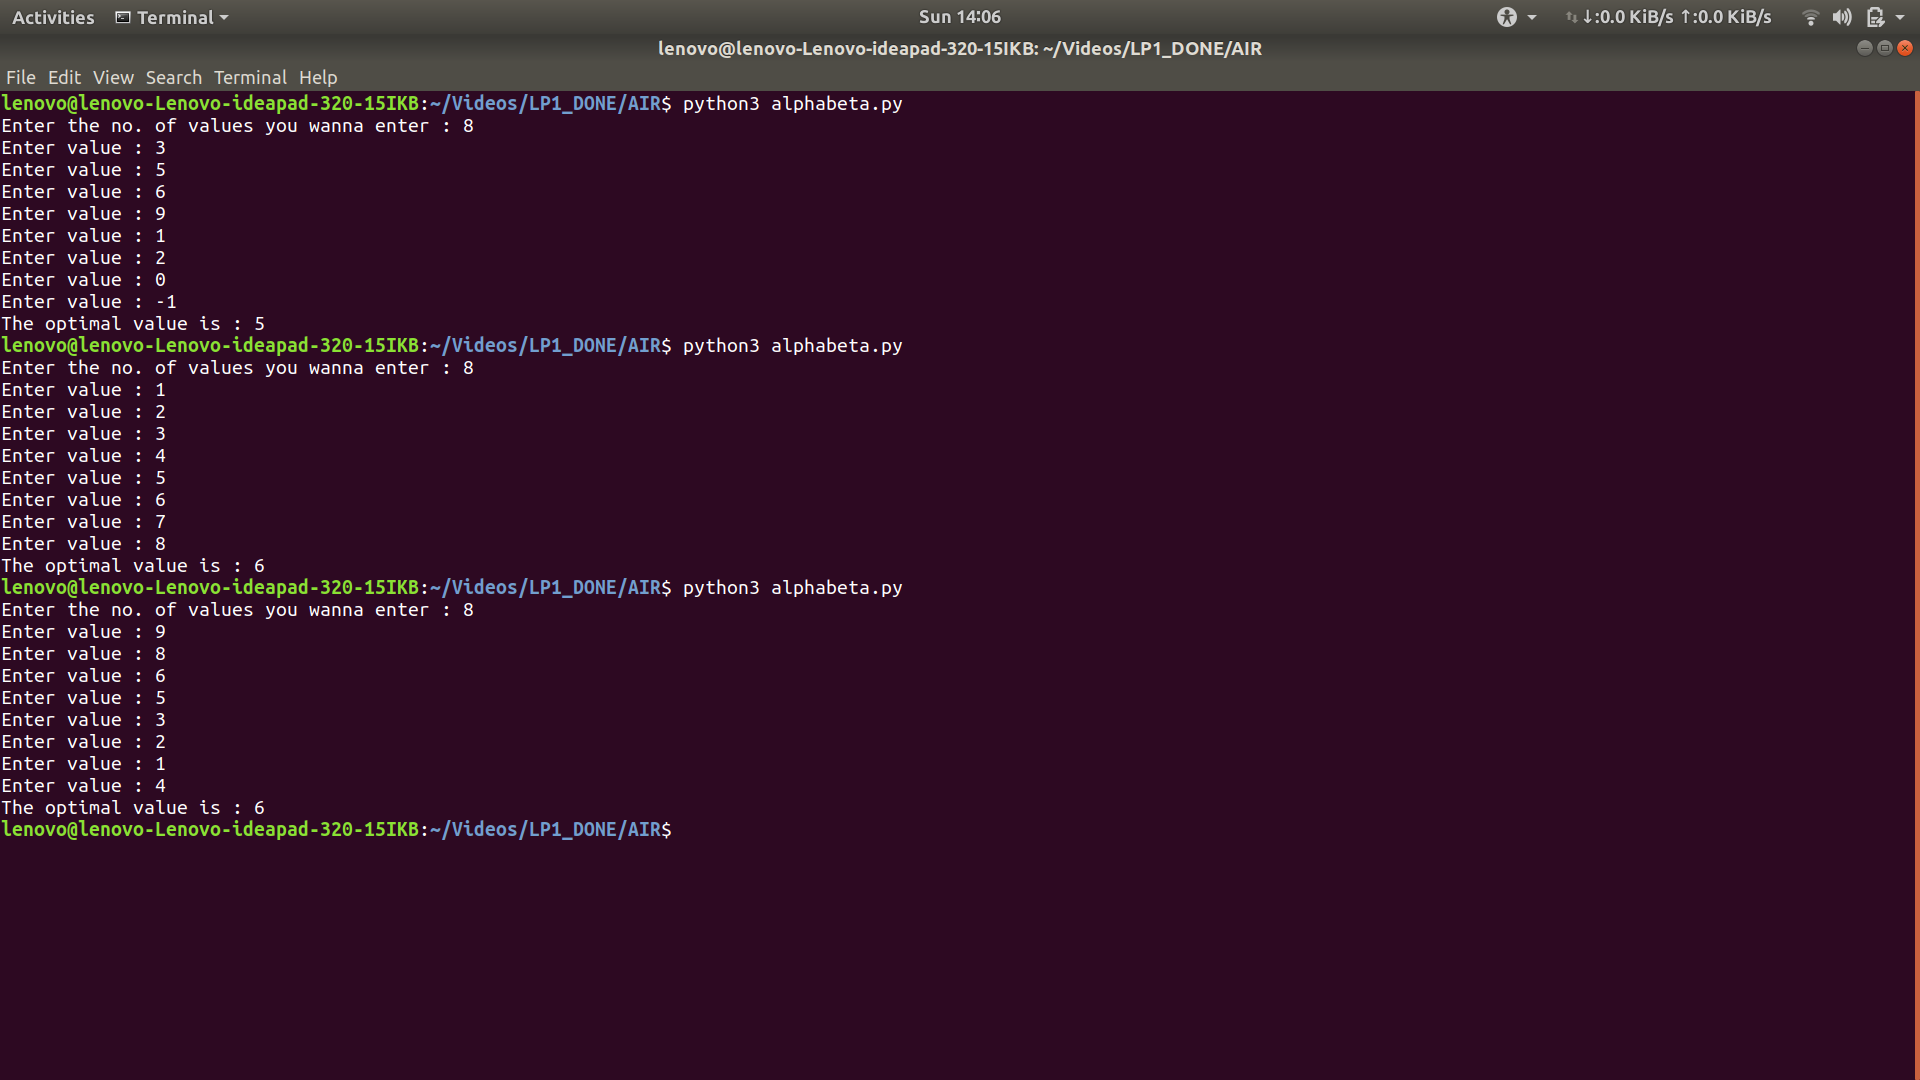 Activities Terminal Sun 14:06 ↓:0.0 KiB/s ↑:0.0 KiB/s
lenovo@lenovo-Lenovo-ideapad-320-15IKB: ~/Videos/LP1_DONE/AIR
File Edit View Search Terminal Help
lenovo@lenovo-Lenovo-ideapad-320-15IKB:~/Videos/LP1_DONE/AIR$ python3 alphabeta.py
Enter the no. of values you wanna enter : 8
Enter value : 3
Enter value : 5
Enter value : 6
Enter value : 9
Enter value : 1
Enter value : 2
Enter value : 0
Enter value : -1
The optimal value is : 5
lenovo@lenovo-Lenovo-ideapad-320-15IKB:~/Videos/LP1_DONE/AIR$ python3 alphabeta.py
Enter the no. of values you wanna enter : 8
Enter value : 1
Enter value : 2
Enter value : 3
Enter value : 4
Enter value : 5
Enter value : 6
Enter value : 7
Enter value : 8
The optimal value is : 6
lenovo@lenovo-Lenovo-ideapad-320-15IKB:~/Videos/LP1_DONE/AIR$ python3 alphabeta.py
Enter the no. of values you wanna enter : 8
Enter value : 9
Enter value : 8
Enter value : 6
Enter value : 5
Enter value : 3
Enter value : 2
Enter value : 1
Enter value : 4
The optimal value is : 6
lenovo@lenovo-Lenovo-ideapad-320-15IKB:~/Videos/LP1_DONE/AIR$